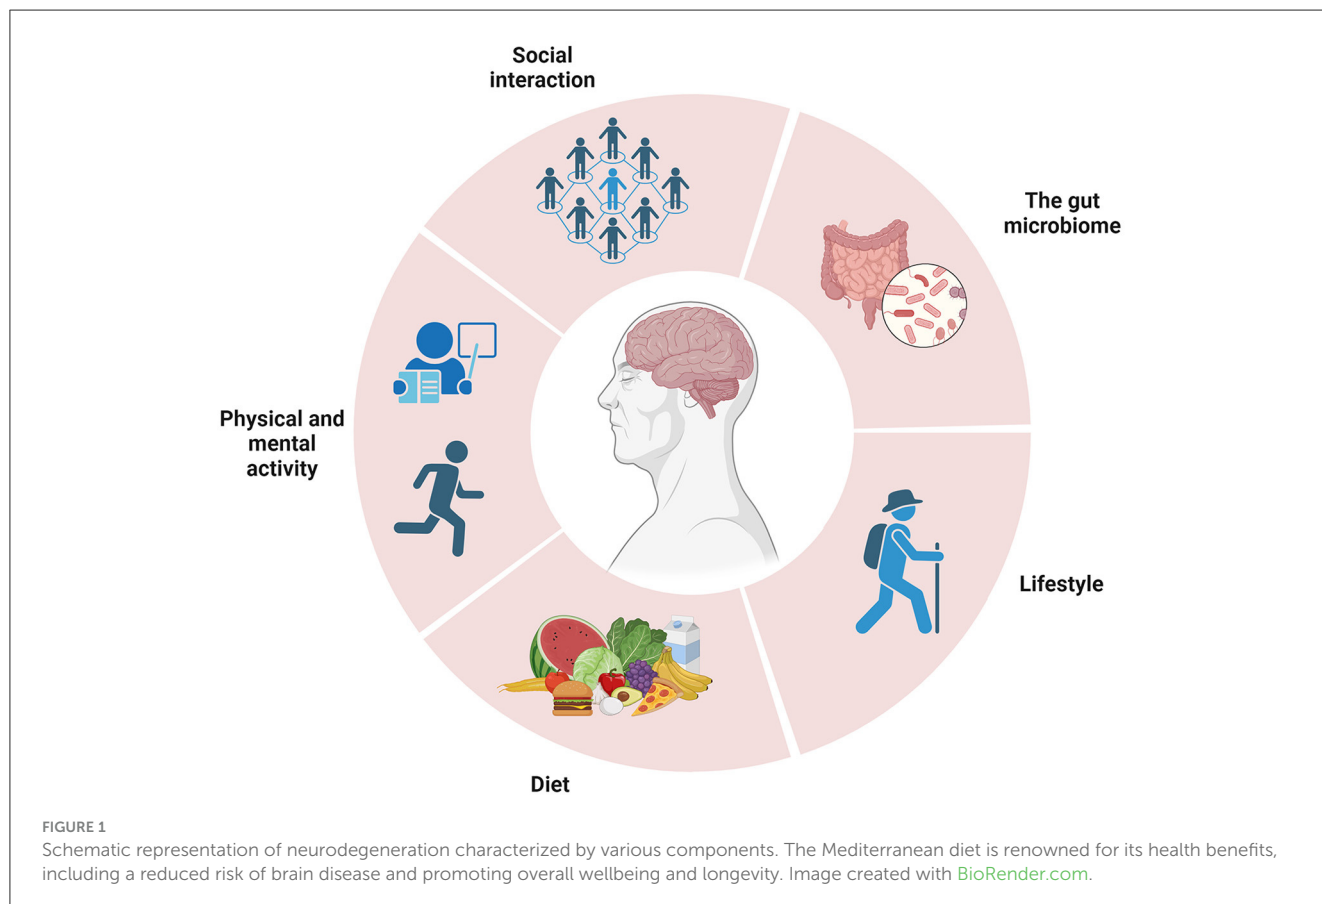 Social
interaction
The gut
microbiome
Physical and
mental
activity
Lifestyle
Diet
FIGURE 1
Schematic representation of neurodegeneration characterized by various components. The Mediterranean diet is renowned for its health benefits,
including a reduced risk of brain disease and promoting overall wellbeing and longevity. Image created with BioRender.com.